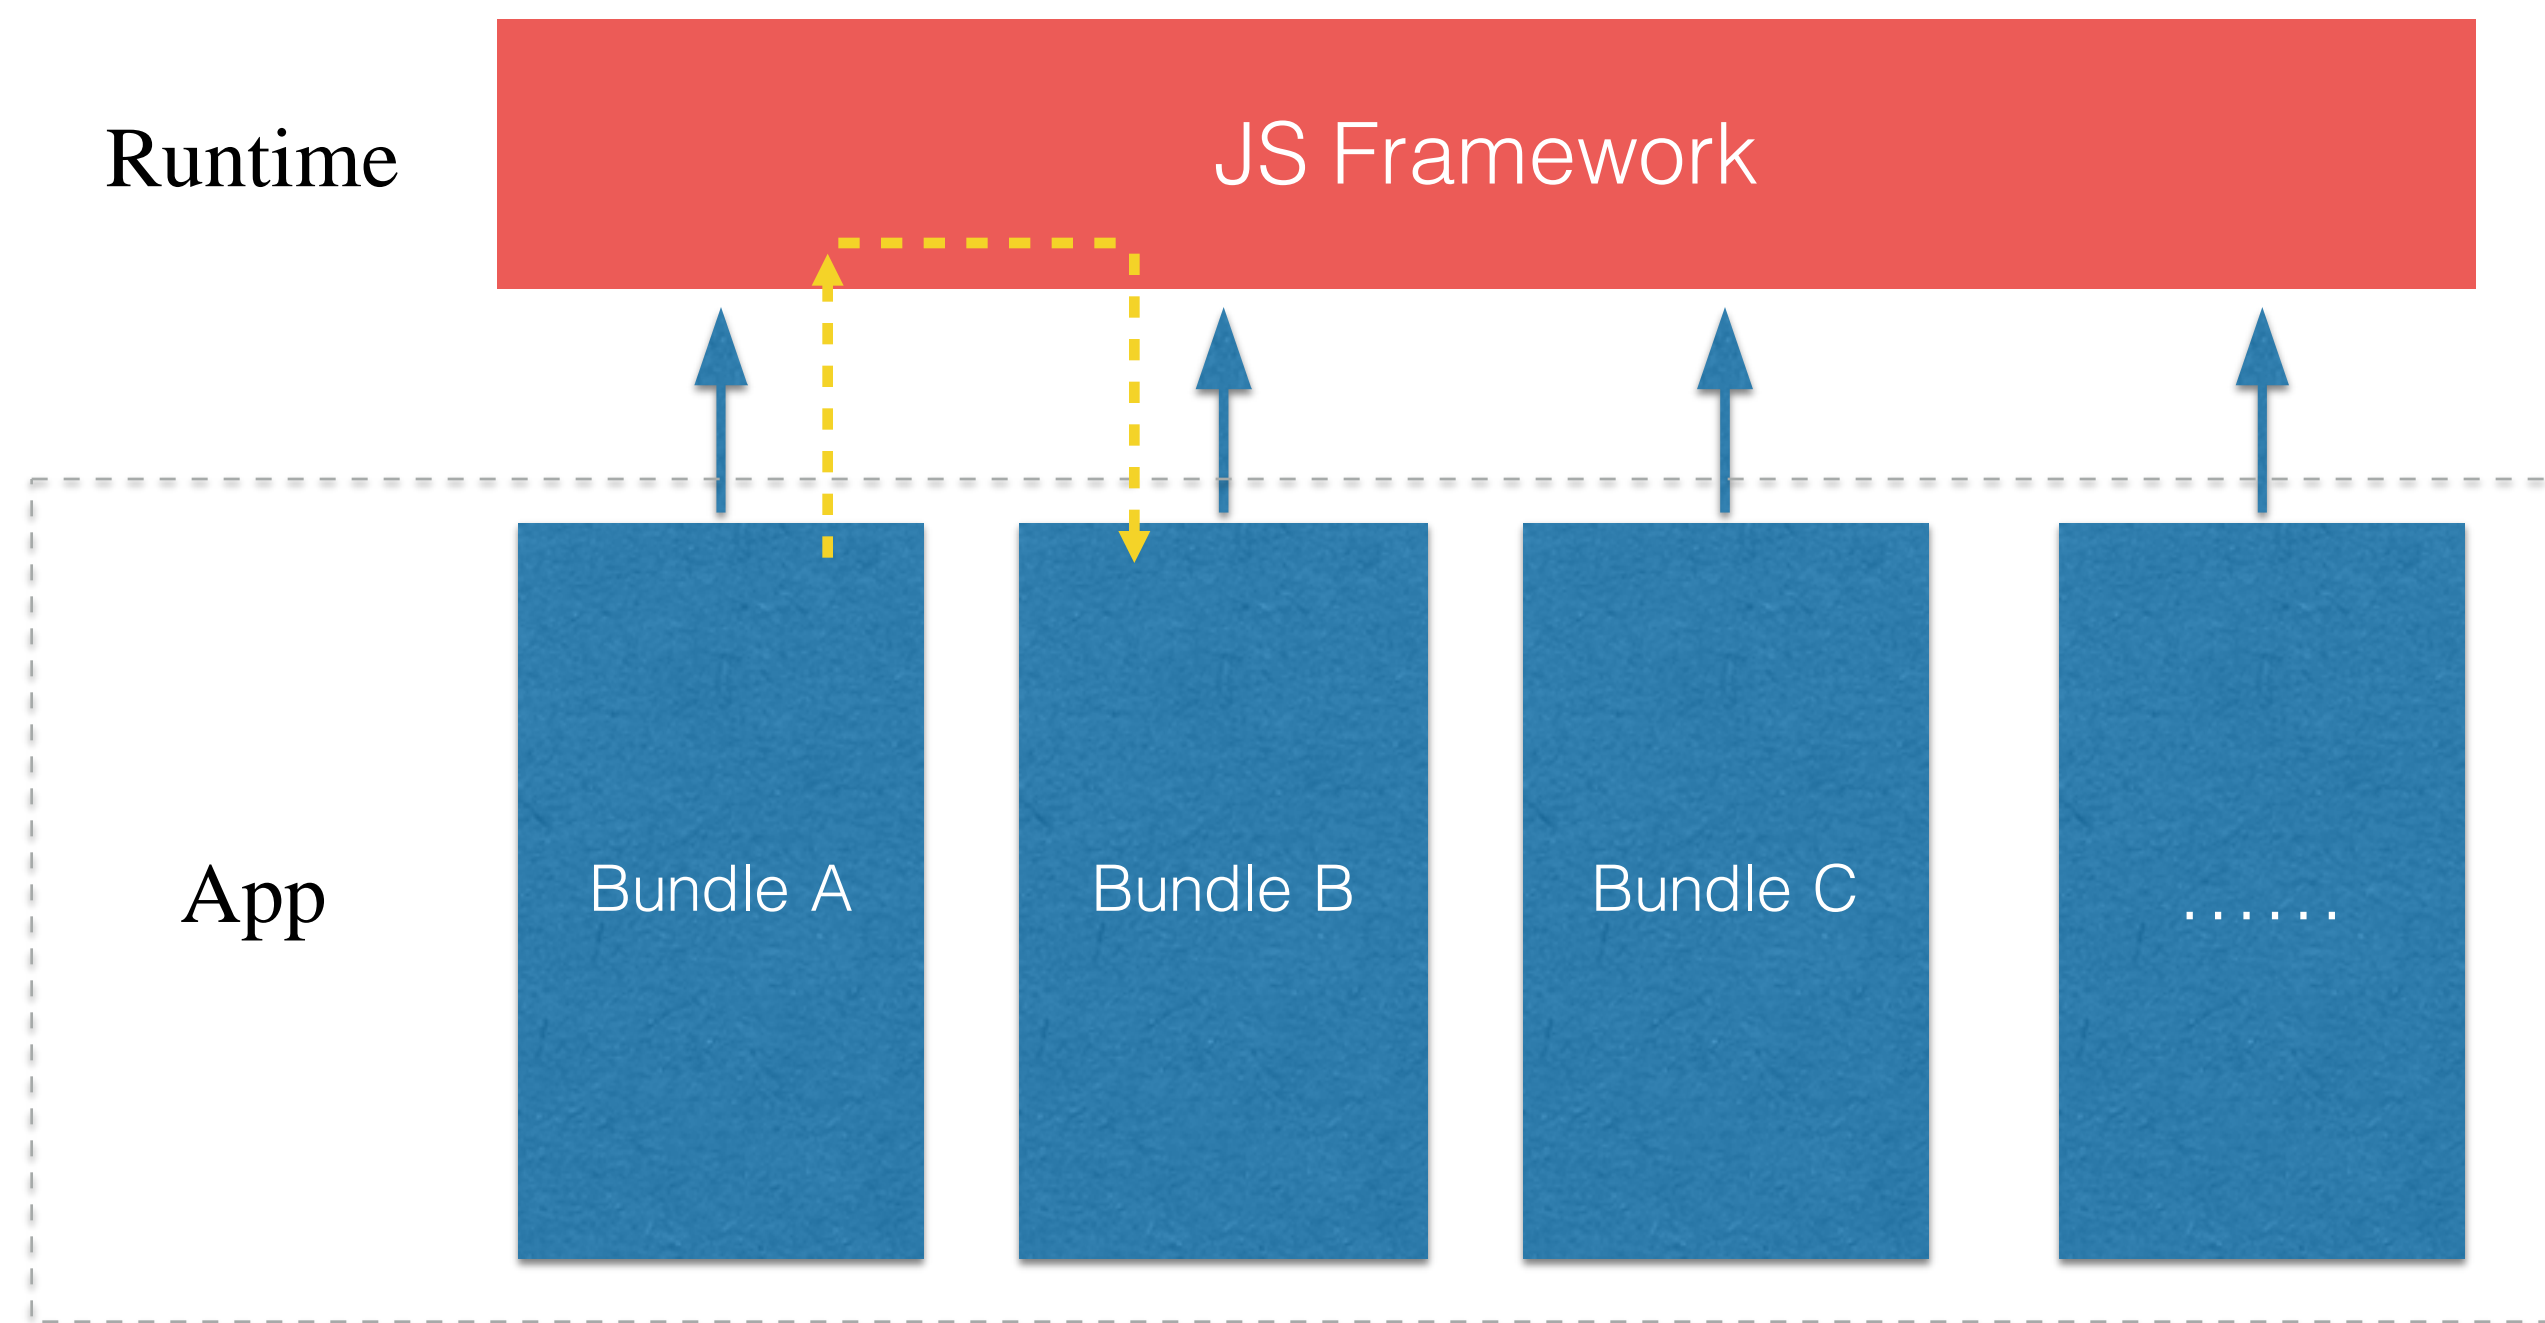 Runtime
JS Framework
App
Bundle A
Bundle B
Bundle C
......